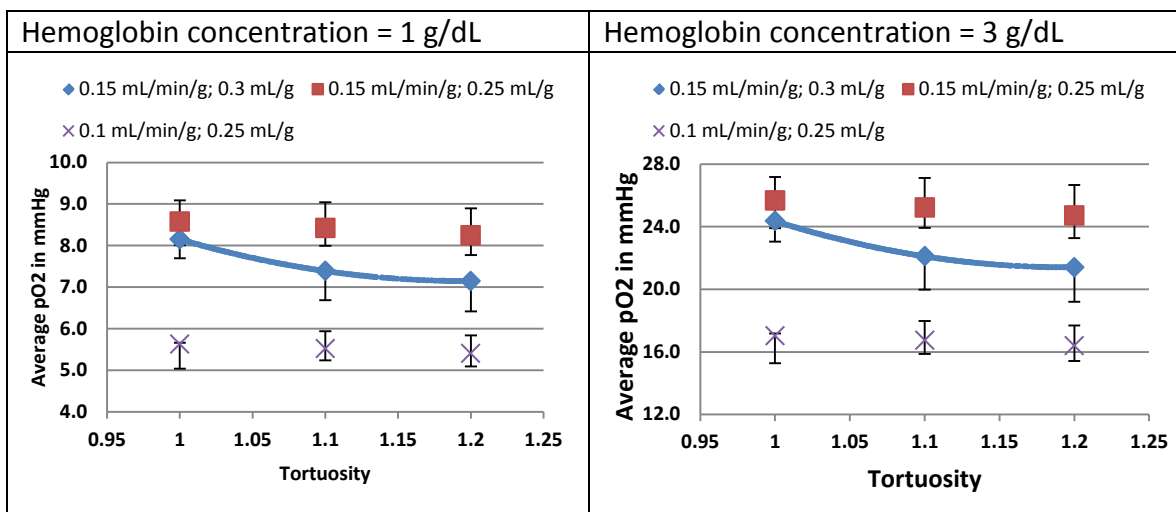 Hemoglobin concentration = 1 g/dL
0.15 mL/min/g; 0.3 mL/g 0.15 mL/min/g; 0.25 mL/g
0.1 mL/min/g; 0.25 mL/g
Average pO2 in mmHg
10.0
9.0
8.0
7.0
6.0
5.0
4.0
0.95 1 1.05 1.1 1.15 1.2 1.25
Tortuosity
Hemoglobin concentration = 3 g/dL
0.15 mL/min/g; 0.3 mL/g 0.15 mL/min/g; 0.25 mL/g
0.1 mL/min/g; 0.25 mL/g
Average pO2 in mmHg
28.0
24.0
20.0
16.0
12.0
0.95 1 1.05 1.1 1.15 1.2 1.25
Tortuosity